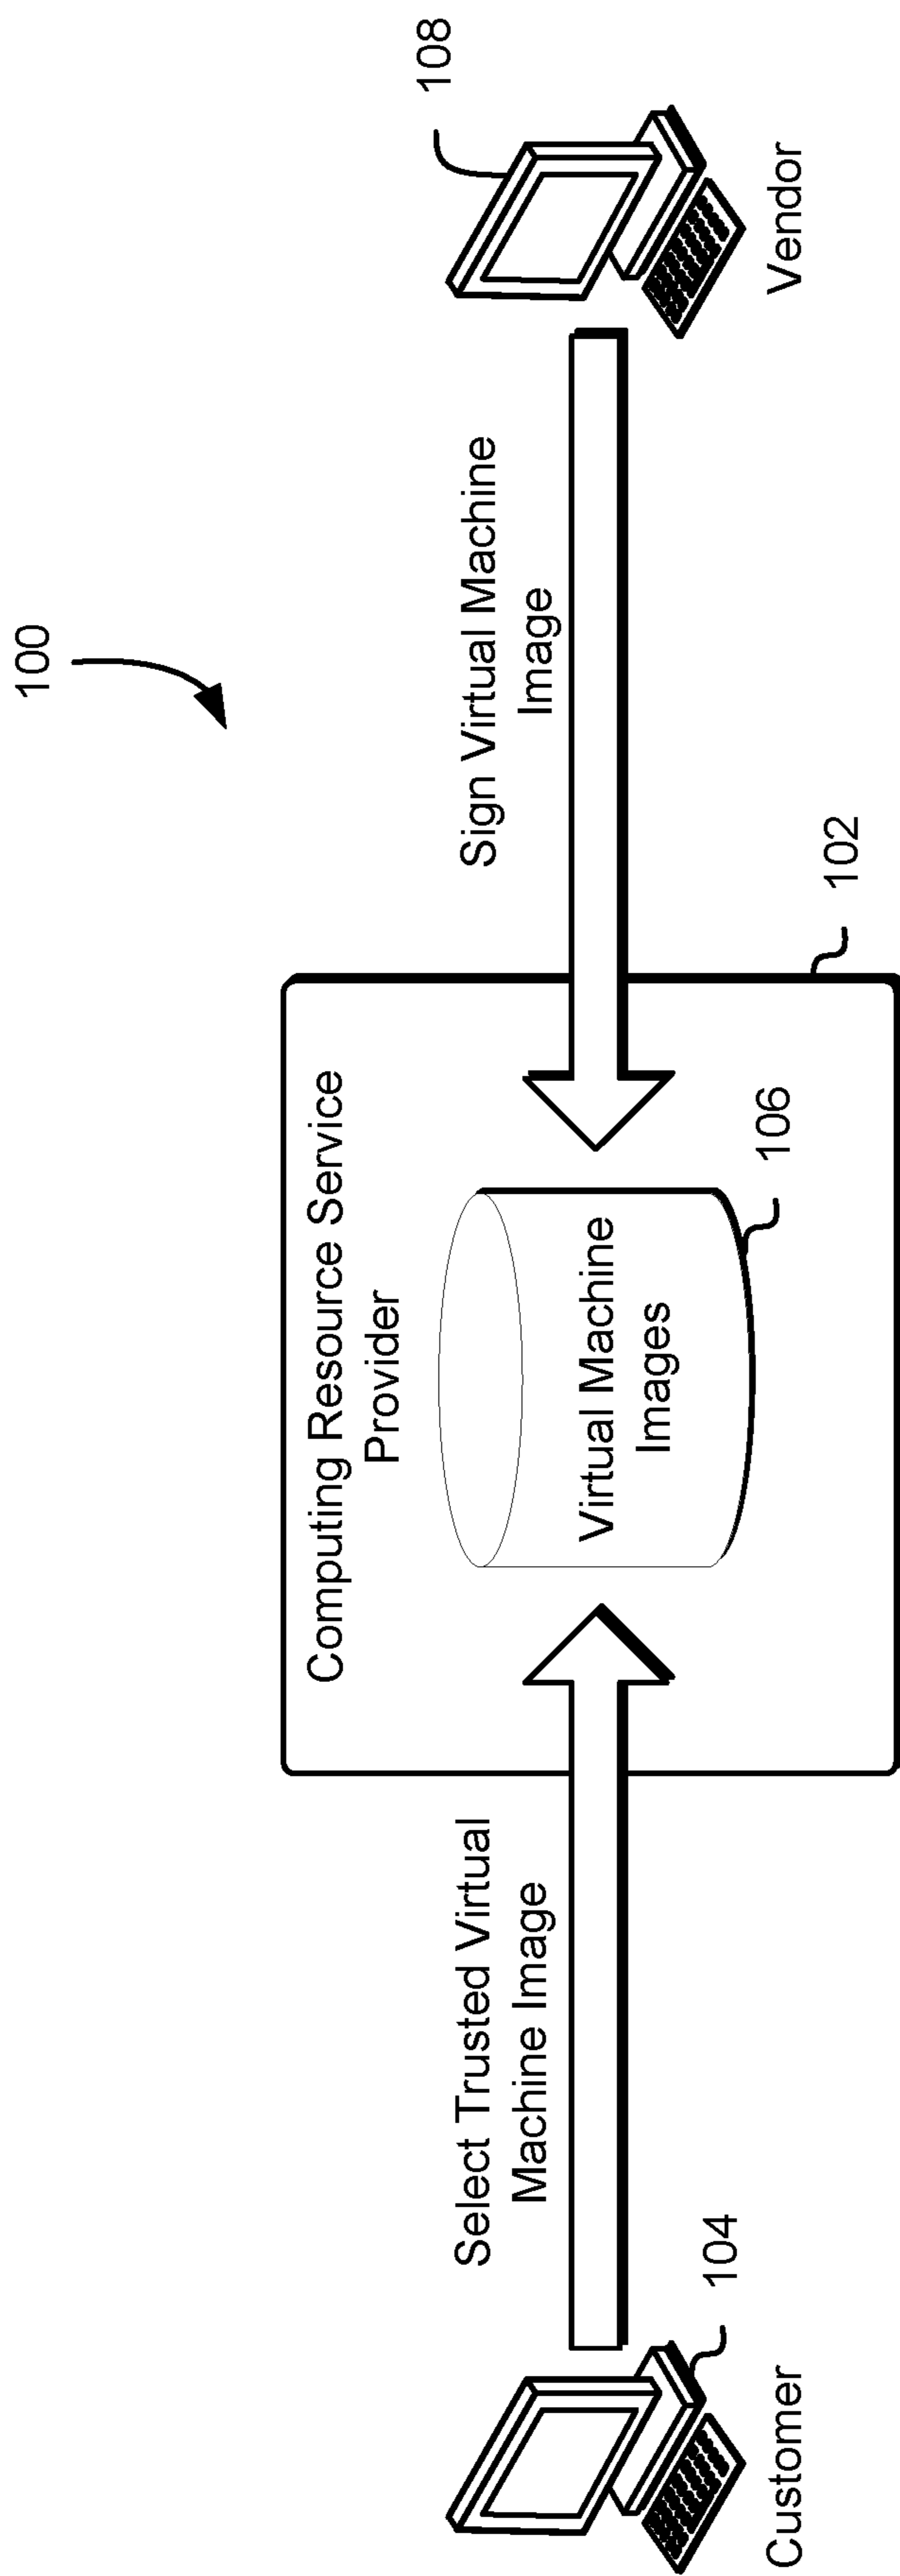 100
Computing Resource Service
Provider
Select Trusted Virtual
Machine Image
Sign Virtual Machine
Image
Virtual Machine
Images
108
104
106
102
Customer
Vendor